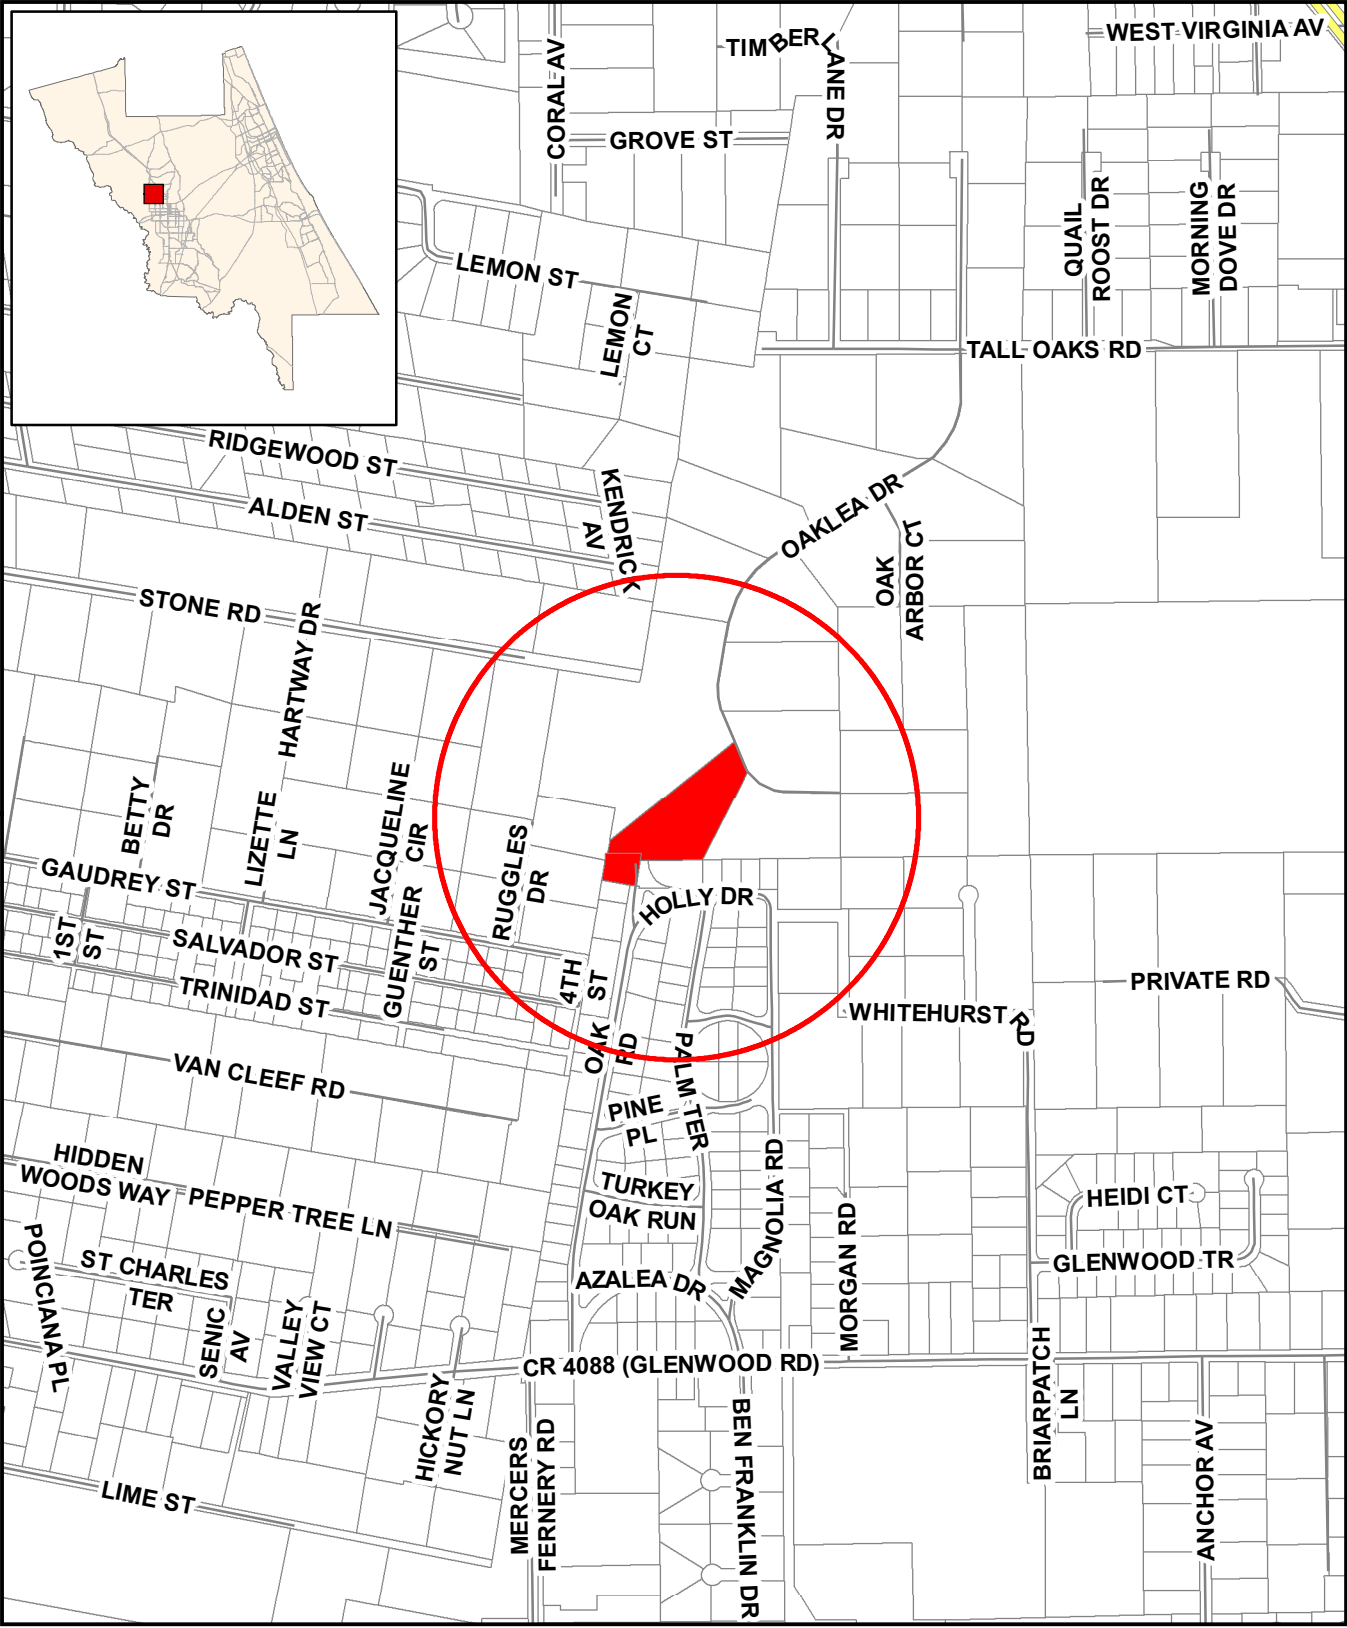 WEST VIRGINIA AV
TIMBERLANE DR
CORAL AV
GROVE ST
QUAIL
ROOST DR
MORNING
DOVE DR
LEMON ST
LEMON
CT
TALL OAKS RD
RIDGEWOOD ST
ALDEN ST
KENDRICK
AV
OAKLEA DR
OAK
ARBOR CT
STONE RD
HARTWAY DR
BETTY
DR
LIZETTE
LN
JACQUELINE
CIR
RUGGLES
DR
GAUDREY ST
HOLLY DR
1ST
ST
SALVADOR ST
GUENTHER
ST
4TH
ST
TRINIDAD ST
PRIVATE RD
WHITEHURST RD
OAK
RD
PALM TER
VAN CLEEF RD
PINE
PL
HIDDEN
WOODS WAY
PEPPER TREE LN
TURKEY
OAK RUN
MAGNOLIA RD
MORGAN RD
HEIDI CT
GLENWOOD TR
POINCIANA PL
ST CHARLES
TER
SENIC
AV
VALLEY
VIEW CT
AZALEA DR
CR 4088 (GLENWOOD RD)
BRIARPATCH
LN
HICKORY
NUT LN
MERCERS
FERNERY RD
BEN FRANKLIN DR
ANCHOR AV
LIME ST